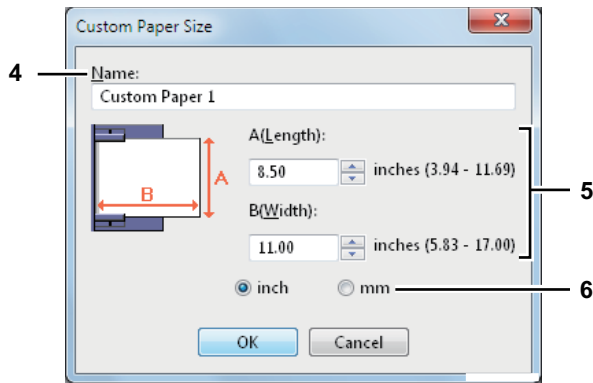 Custom Paper Size
4
Name:
Custom Paper 1
A(Length):
8.50 inches (3.94 - 11.69)
A
B
5
B(Width):
11.00 inches (5.83 - 17.00)
inch mm
6
OK Cancel